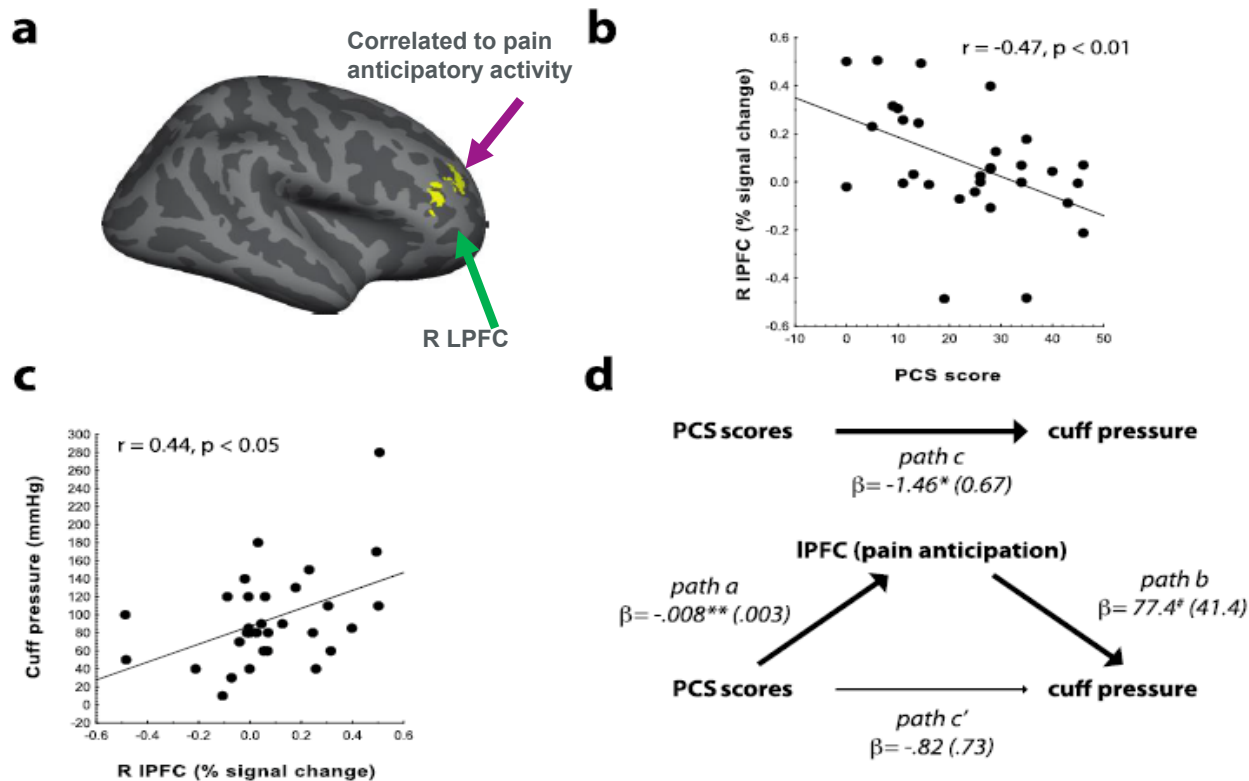 a
Correlated to pain
anticipatory activity
R LPFC
b
r = -0.47, p < 0.01
R lPFC (% signal change)
0.6
0.4
0.2
0.0
-0.2
-0.4
-0.6
-10 0 10 20 30 40 50
PCS score
c
r = 0.44, p < 0.05
Cuff pressure (mmHg)
300
280
260
240
220
200
180
160
140
120
100
80
60
40
20
0
-20
-0.6 -0.4 -0.2 0.0 0.2 0.4 0.6
R lPFC (% signal change)
d
PCS scores cuff pressure
path c
β= -1.46* (0.67)
lPFC (pain anticipation)
path a
β= -.008** (.003)
path b
β= 77.4# (41.4)
PCS scores cuff pressure
path c'
β= -.82 (.73)